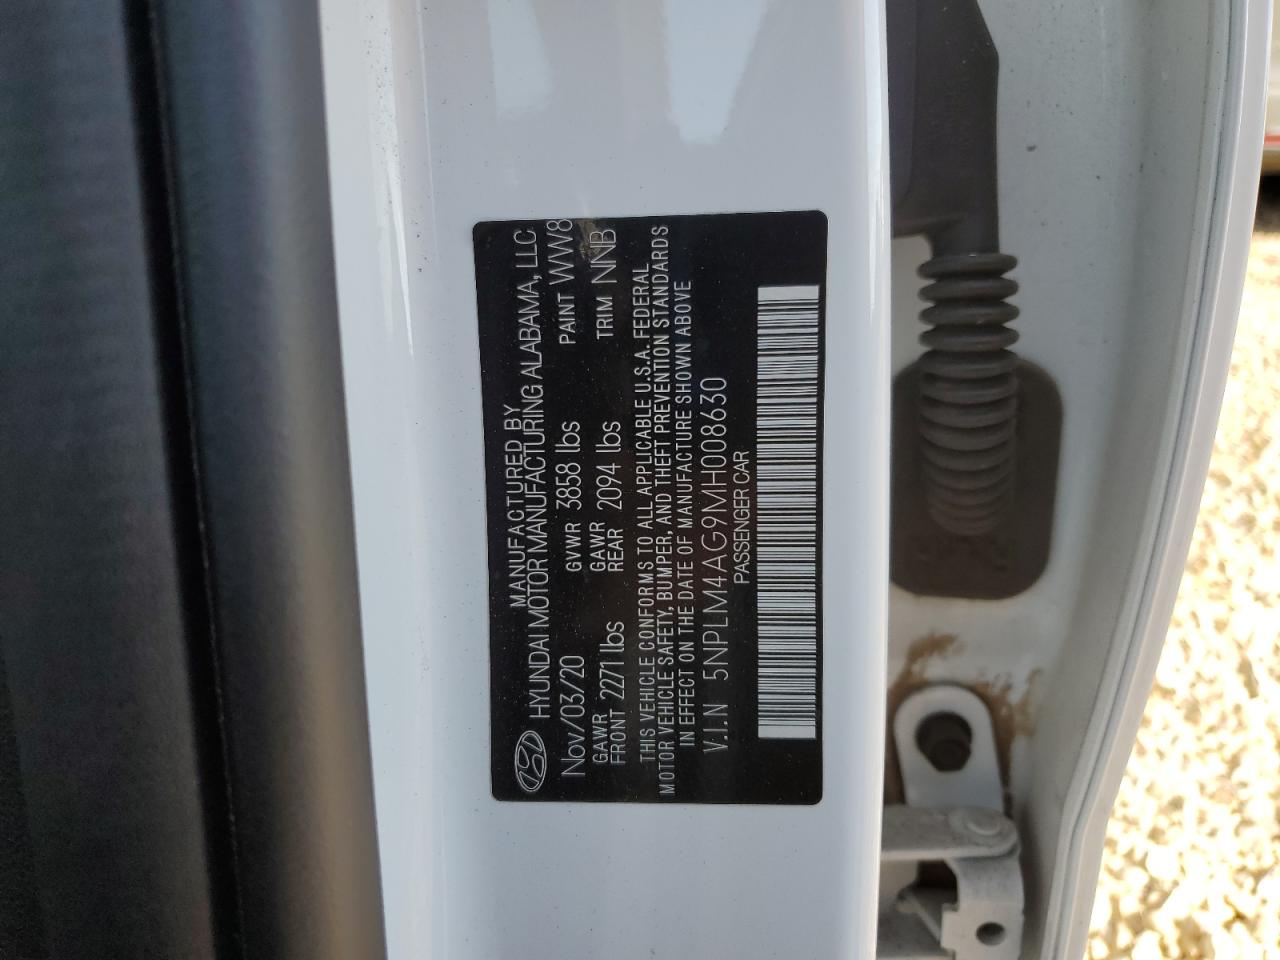 MANUFACTURED BY
HYUNDAI MOTOR MANUFACTURING ALABAMA, LLC
Nov/03/20 GVWR 3858 lbs PAINT WW8
GAWR FRONT 2271 lbs GAWR REAR 2094 lbs TRIM NNB
THIS VEHICLE CONFORMS TO ALL APPLICABLE U.S.A. FEDERAL
MOTOR VEHICLE SAFETY, BUMPER, AND THEFT PREVENTION STANDARDS
IN EFFECT ON THE DATE OF MANUFACTURE SHOWN ABOVE
V.I.N 5NPLM4AG9MH008630
PASSENGER CAR